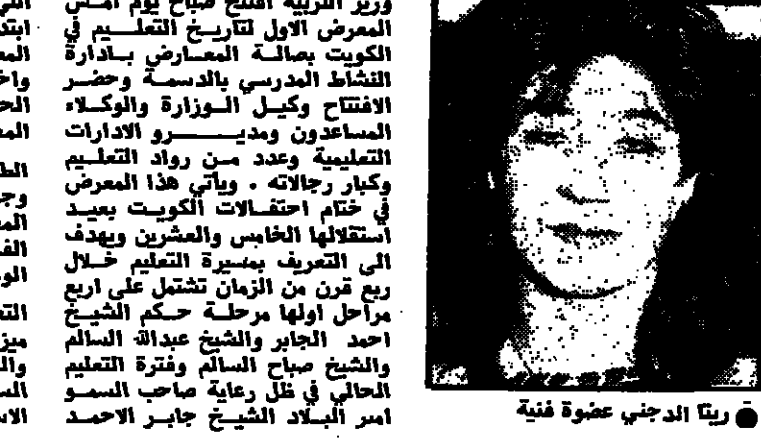 وزير التربية افتتح صباح يوم امس
المعرض الاول لتاريخ التعليم في
الكويت بصالة المعارض بادارة
النشاط المدرسي بالدسمة وحضر
الافتتاح وكيل الوزارة والوكلاء
المساعدون ومديرو الادارات
التعليمية وعدد من رواد التعليم
وكبار رجالاته . وياتي هذا المعرض
في ختام احتفالات الكويت بعيد
استقلالها الخامس والعشرين ويهدف
الى التعريف بمسيرة التعليم خلال
ربع قرن من الزمان تشتمل على اربع
مراحل اولها مرحلة حكم الشيخ
احمد الجابر والشيخ عبدالله السالم
والشيخ صباح السالم وفترة التعليم
الحالي في ظل رعاية صاحب السمو
امير البلاد الشيخ جابر الاحمد
ريتا الدجني عضوة فنية